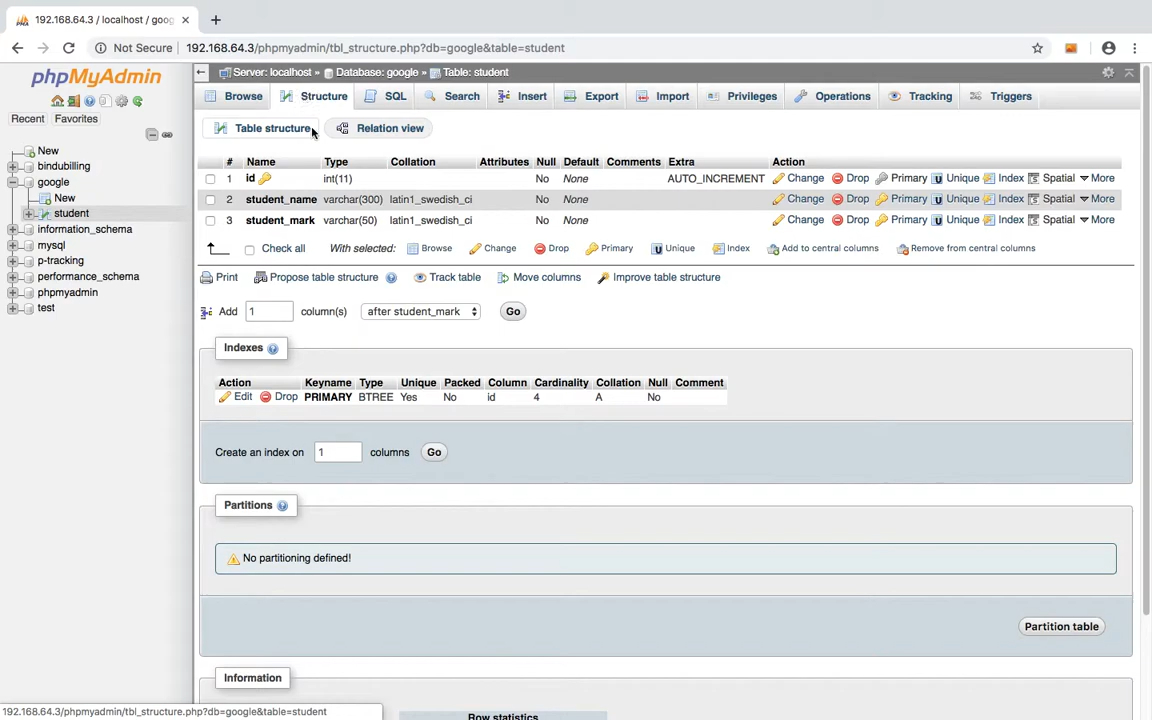 192.168.64.3 / localhost / goog
Not Secure 192.168.64.3/phpmyadmin/tbl_structure.php?db=google&table=student
phpMyAdmin
Recent Favorites
New
bindubilling
google
New
student
information_schema
mysql
p-tracking
performance_schema
phpmyadmin
test
Server: localhost » Database: google » Table: student
Browse Structure SQL Search Insert Export Import Privileges Operations Tracking Triggers
Table structure Relation view
# Name Type Collation Attributes Null Default Comments Extra Action
1 id int(11) No None AUTO_INCREMENT Change Drop Primary Unique Index Spatial More
2 student_name varchar(300) latin1_swedish_ci No None Change Drop Primary Unique Index Spatial More
3 student_mark varchar(50) latin1_swedish_ci No None Change Drop Primary Unique Index Spatial More
Check all With selected: Browse Change Drop Primary Unique Index Add to central columns Remove from central columns
Print Propose table structure Track table Move columns Improve table structure
Add 1 column(s) after student_mark Go
Indexes
Action Keyname Type Unique Packed Column Cardinality Collation Null Comment
Edit Drop PRIMARY BTREE Yes No id 4 A No
Create an index on 1 columns Go
Partitions
No partitioning defined!
Partition table
Information
Row statistics
192.168.64.3/phpmyadmin/tbl_structure.php?db=google&table=student